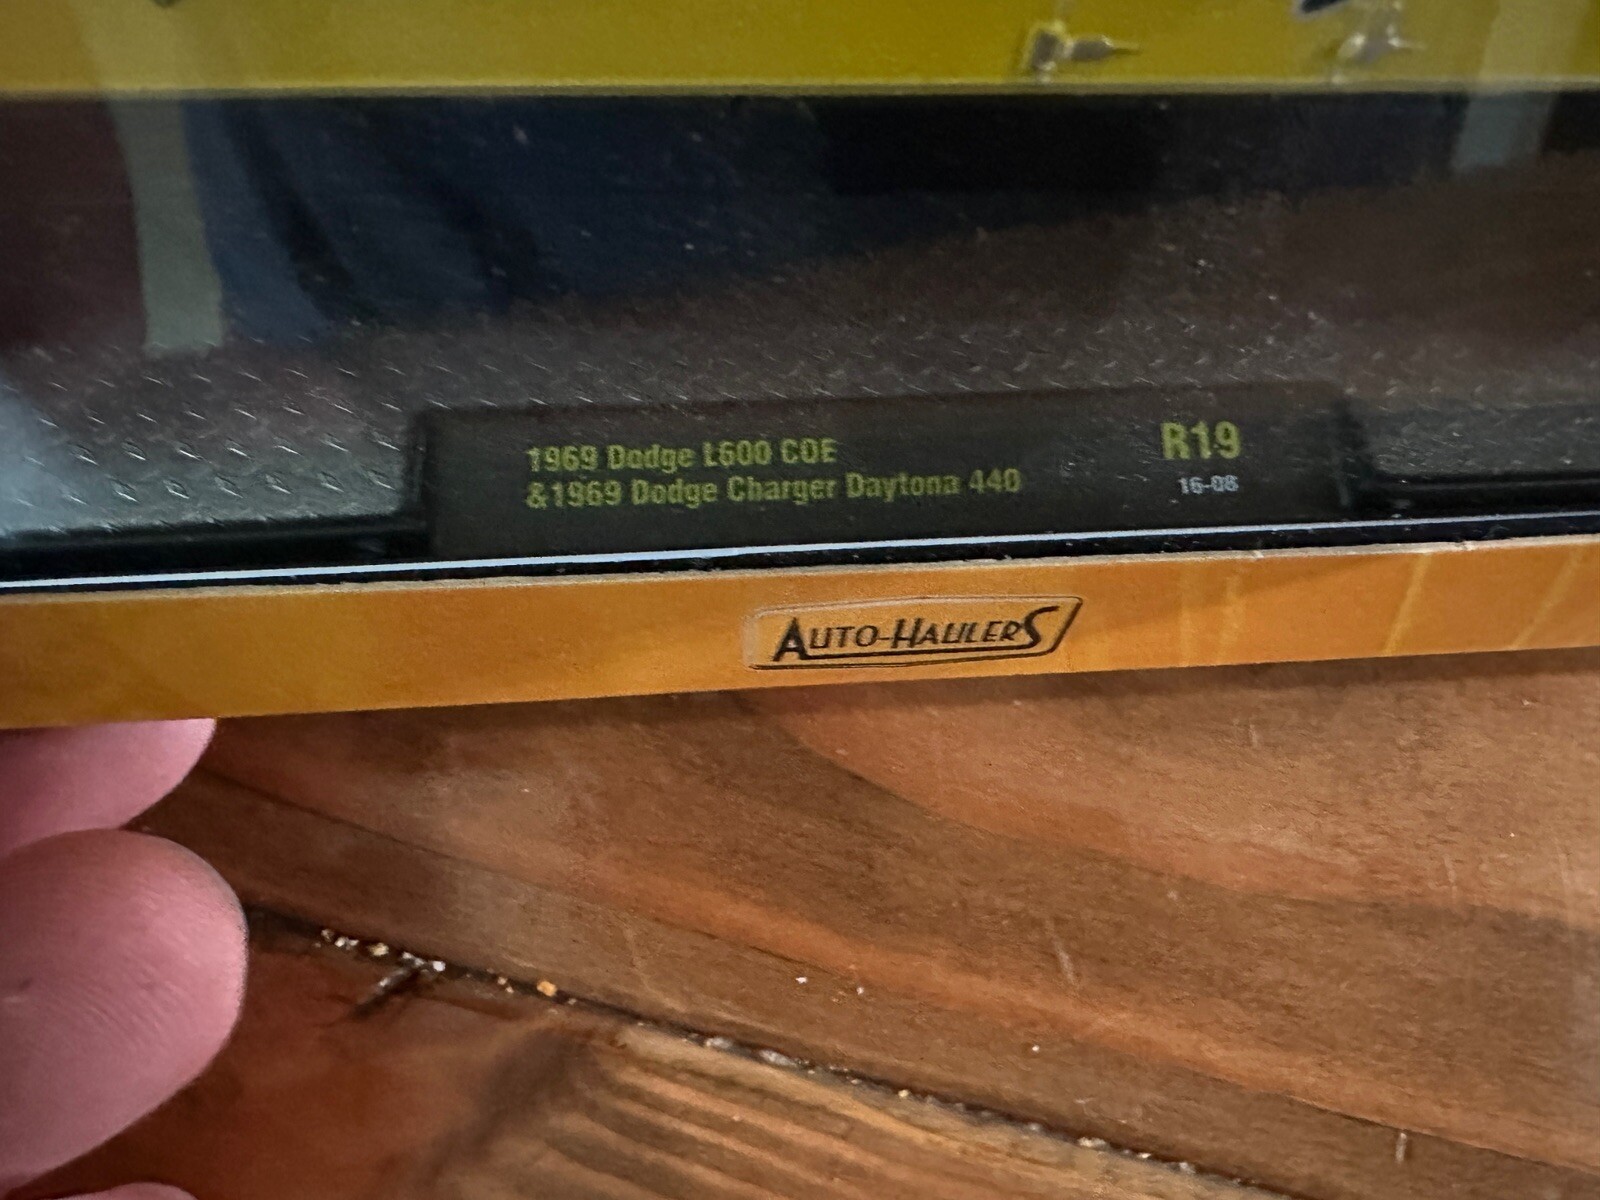 1969 Dodge L600 COE
&1969 Dodge Charger Daytona 440
R19
16-08
AUTO-HAULERS